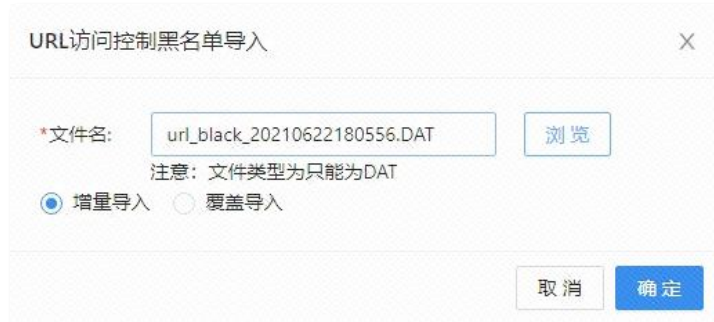 URL访问控制黑名单导入
*文件名: url_black_20210622180556.DAT 浏览
注意：文件类型为只能为DAT
增量导入 覆盖导入
取消 确定